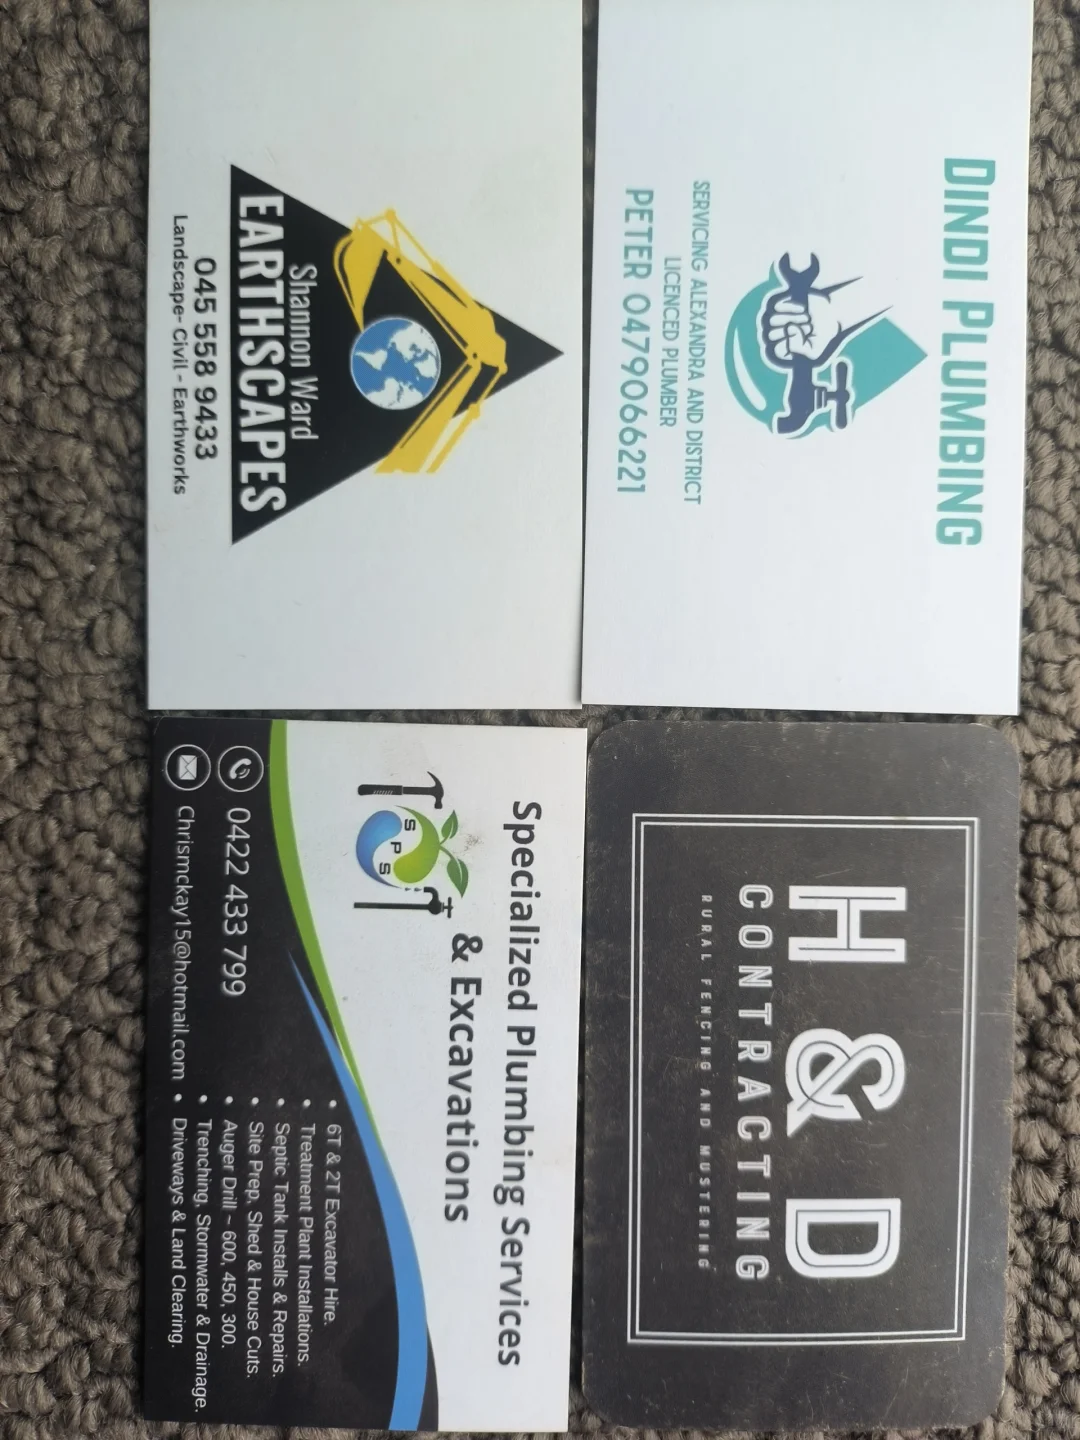 DINDI PLUMBING
SERVICING ALEXANDRA AND DISTRICT
LICENCED PLUMBER
PETER 0479066221
H & D
CONTRACTING
RURAL FENCING AND MUSTERING
Shannon Ward
EARTHSCAPES
045 558 9433
Landscape- Civil - Earthworks
Specialized Plumbing Services
& Excavations
SPS
0422 433 799
Chrismckay15@hotmail.com
• 6T & 2T Excavator Hire.
• Treatment Plant Installations.
• Septic Tank Installs & Repairs.
• Site Prep, Shed & House Cuts.
• Auger Drill ~ 600, 450, 300.
• Trenching, Stormwater & Drainage.
• Driveways & Land Clearing.